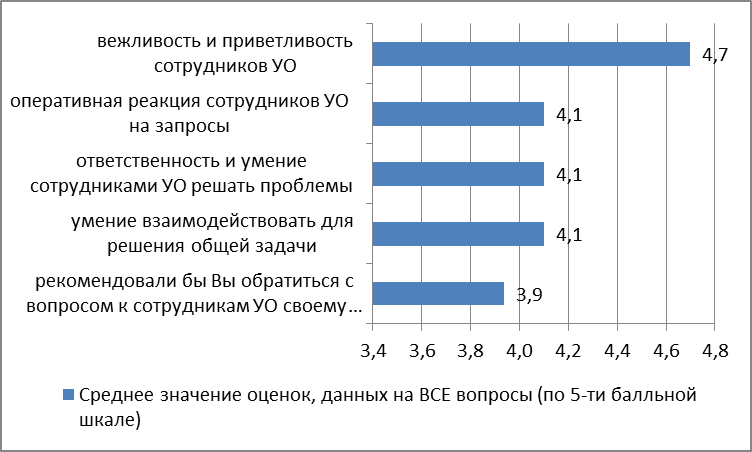 вежливость и приветливость
сотрудников УО
4,7
оперативная реакция сотрудников УО
на запросы
4,1
ответственность и умение
сотрудниками УО решать проблемы
4,1
умение взаимодействовать для
решения общей задачи
4,1
рекомендовали бы Вы обратиться с
вопросом к сотрудникам УО своему...
3,9
3,4 3,6 3,8 4,0 4,2 4,4 4,6 4,8
Среднее значение оценок, данных на ВСЕ вопросы (по 5-ти балльной
шкале)